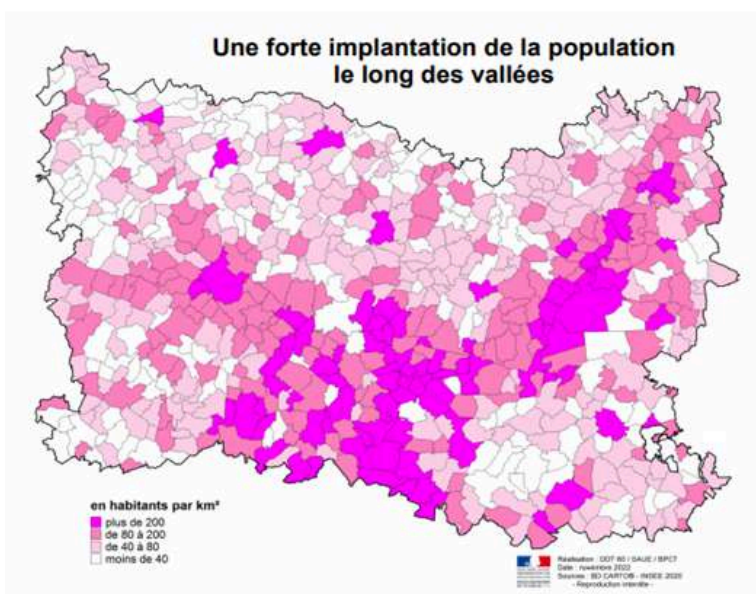 Une forte implantation de la population
le long des vallées
en habitants par km²
plus de 200
de 80 à 200
de 40 à 80
moins de 40
Réalisation : DDT 60 / SAUE / BPCT
Date : novembre 2022
Sources : BD CARTO® - INSEE 2020
- Reproduction interdite -